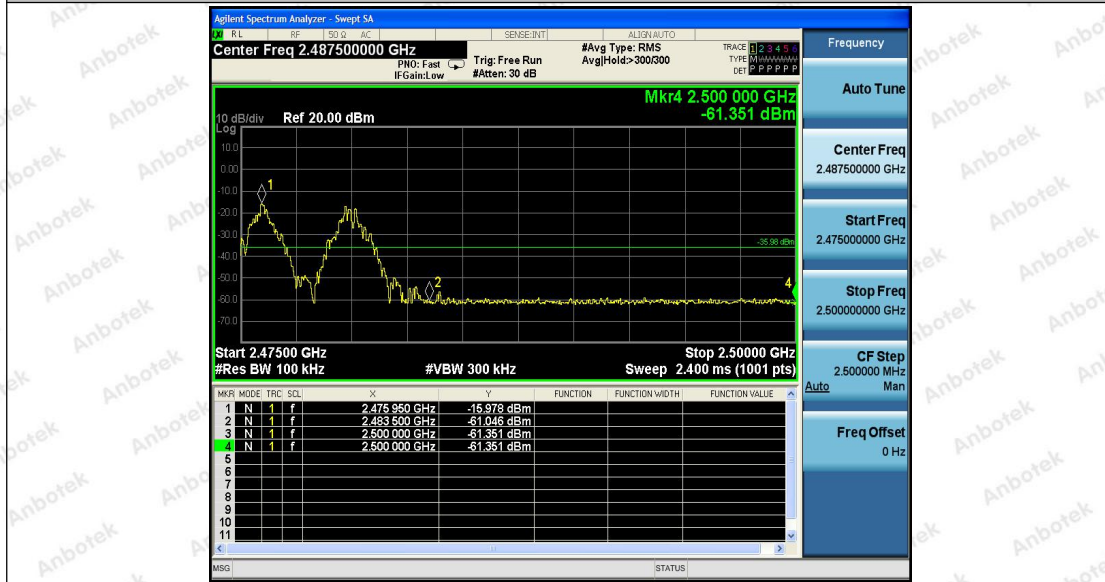 Agilent Spectrum Analyzer - Swept SA
LXI RL RF 50 Ω AC SENSE:INT ALIGNAUTO
Center Freq 2.487500000 GHz
PNO: Fast
IFGain:Low
Trig: Free Run
#Atten: 30 dB
#Avg Type: RMS
Avg|Hold:>300/300
TRACE 1 2 3 4 5 6
TYPE M
DET P P P P P P
Mkr4 2.500 000 GHz
-61.351 dBm
10 dB/div Ref 20.00 dBm
Log
10.0
0.00
-10.0
-20.0
-30.0
-40.0
-50.0
-60.0
-70.0
1
2
4
-35.98 dBm
Start 2.47500 GHz Stop 2.50000 GHz
#Res BW 100 kHz #VBW 300 kHz Sweep 2.400 ms (1001 pts)
MKR MODE TRC SCL X Y FUNCTION FUNCTION WIDTH FUNCTION VALUE
1 N 1 f 2.475 950 GHz -15.978 dBm
2 N 1 f 2.483 500 GHz -61.046 dBm
3 N 1 f 2.500 000 GHz -61.351 dBm
4 N 1 f 2.500 000 GHz -61.351 dBm
5
6
7
8
9
10
11
MSG STATUS
Frequency
Auto Tune
Center Freq
2.487500000 GHz
Start Freq
2.475000000 GHz
Stop Freq
2.500000000 GHz
CF Step
2.500000 MHz
Auto Man
Freq Offset
0 Hz
Anbotek